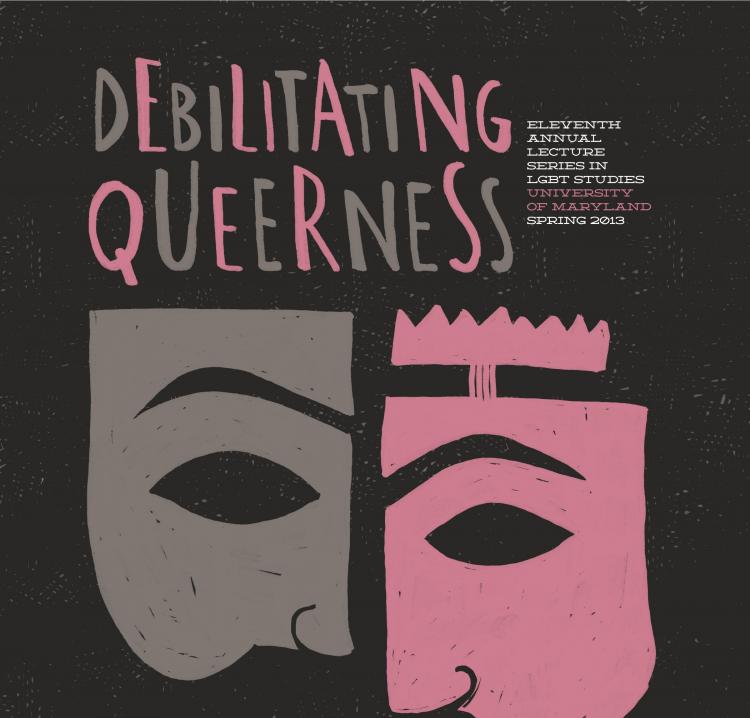 DEBILITATING
QUEERNESS
ELEVENTH
ANNUAL
LECTURE
SERIES IN
LGBT STUDIES
UNIVERSITY
OF MARYLAND
SPRING 2013